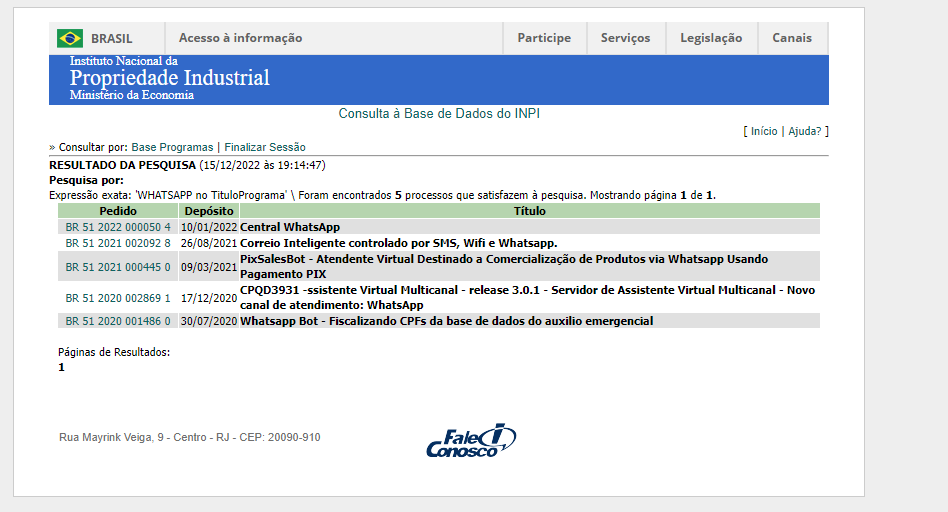 BRASIL Acesso à informação Participe Serviços Legislação Canais
Instituto Nacional da
Propriedade Industrial
Ministério da Economia
Consulta à Base de Dados do INPI
[ Início | Ajuda? ]
» Consultar por: Base Programas | Finalizar Sessão
RESULTADO DA PESQUISA (15/12/2022 às 19:14:47)
Pesquisa por:
Expressão exata: 'WHATSAPP no TituloPrograma' \ Foram encontrados 5 processos que satisfazem à pesquisa. Mostrando página 1 de 1.
Pedido Depósito Título
BR 51 2022 000050 4 10/01/2022 Central WhatsApp
BR 51 2021 002092 8 26/08/2021 Correio Inteligente controlado por SMS, Wifi e Whatsapp.
BR 51 2021 000445 0 09/03/2021 PixSalesBot - Atendente Virtual Destinado a Comercialização de Produtos via Whatsapp Usando
Pagamento PIX
BR 51 2020 002869 1 17/12/2020 CPQD3931 -ssistente Virtual Multicanal - release 3.0.1 - Servidor de Assistente Virtual Multicanal - Novo
canal de atendimento: WhatsApp
BR 51 2020 001486 0 30/07/2020 Whatsapp Bot - Fiscalizando CPFs da base de dados do auxilio emergencial
Páginas de Resultados:
1
Rua Mayrink Veiga, 9 - Centro - RJ - CEP: 20090-910
Fale
Conosco